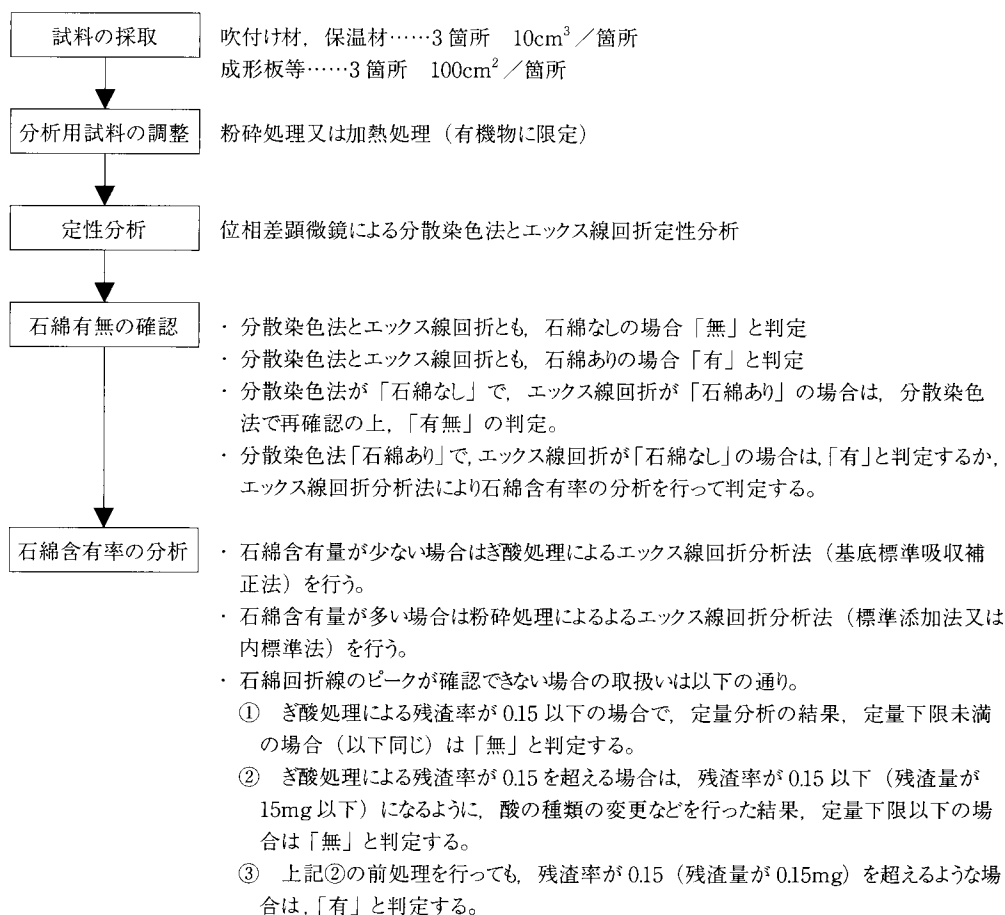 試料の採取
吹付け材，保温材……3箇所　10cm³／箇所
成形板等……3箇所　100cm²／箇所
分析用試料の調整
粉砕処理又は加熱処理（有機物に限定）
定性分析
位相差顕微鏡による分散染色法とエックス線回折定性分析
石綿有無の確認
・分散染色法とエックス線回折とも，石綿なしの場合「無」と判定
・分散染色法とエックス線回折とも，石綿ありの場合「有」と判定
・分散染色法が「石綿なし」で，エックス線回折が「石綿あり」の場合は，分散染色
法で再確認の上，「有無」の判定。
・分散染色法「石綿あり」で，エックス線回折が「石綿なし」の場合は，「有」と判定するか，
エックス線回折分析法により石綿含有率の分析を行って判定する。
石綿含有率の分析
・石綿含有量が少ない場合はぎ酸処理によるエックス線回折分析法（基底標準吸収補
正法）を行う。
・石綿含有量が多い場合は粉砕処理によるよるエックス線回折分析法（標準添加法又は
内標準法）を行う。
・石綿回折線のピークが確認できない場合の取扱いは以下の通り。
①　ぎ酸処理による残渣率が0.15以下の場合で，定量分析の結果，定量下限未満
の場合（以下同じ）は「無」と判定する。
②　ぎ酸処理による残渣率が0.15を超える場合は，残渣率が0.15以下（残渣量が
15mg以下）になるように，酸の種類の変更などを行った結果，定量下限以下の場
合は「無」と判定する。
③　上記②の前処理を行っても，残渣率が0.15（残渣量が0.15mg）を超えるような場
合は，「有」と判定する。